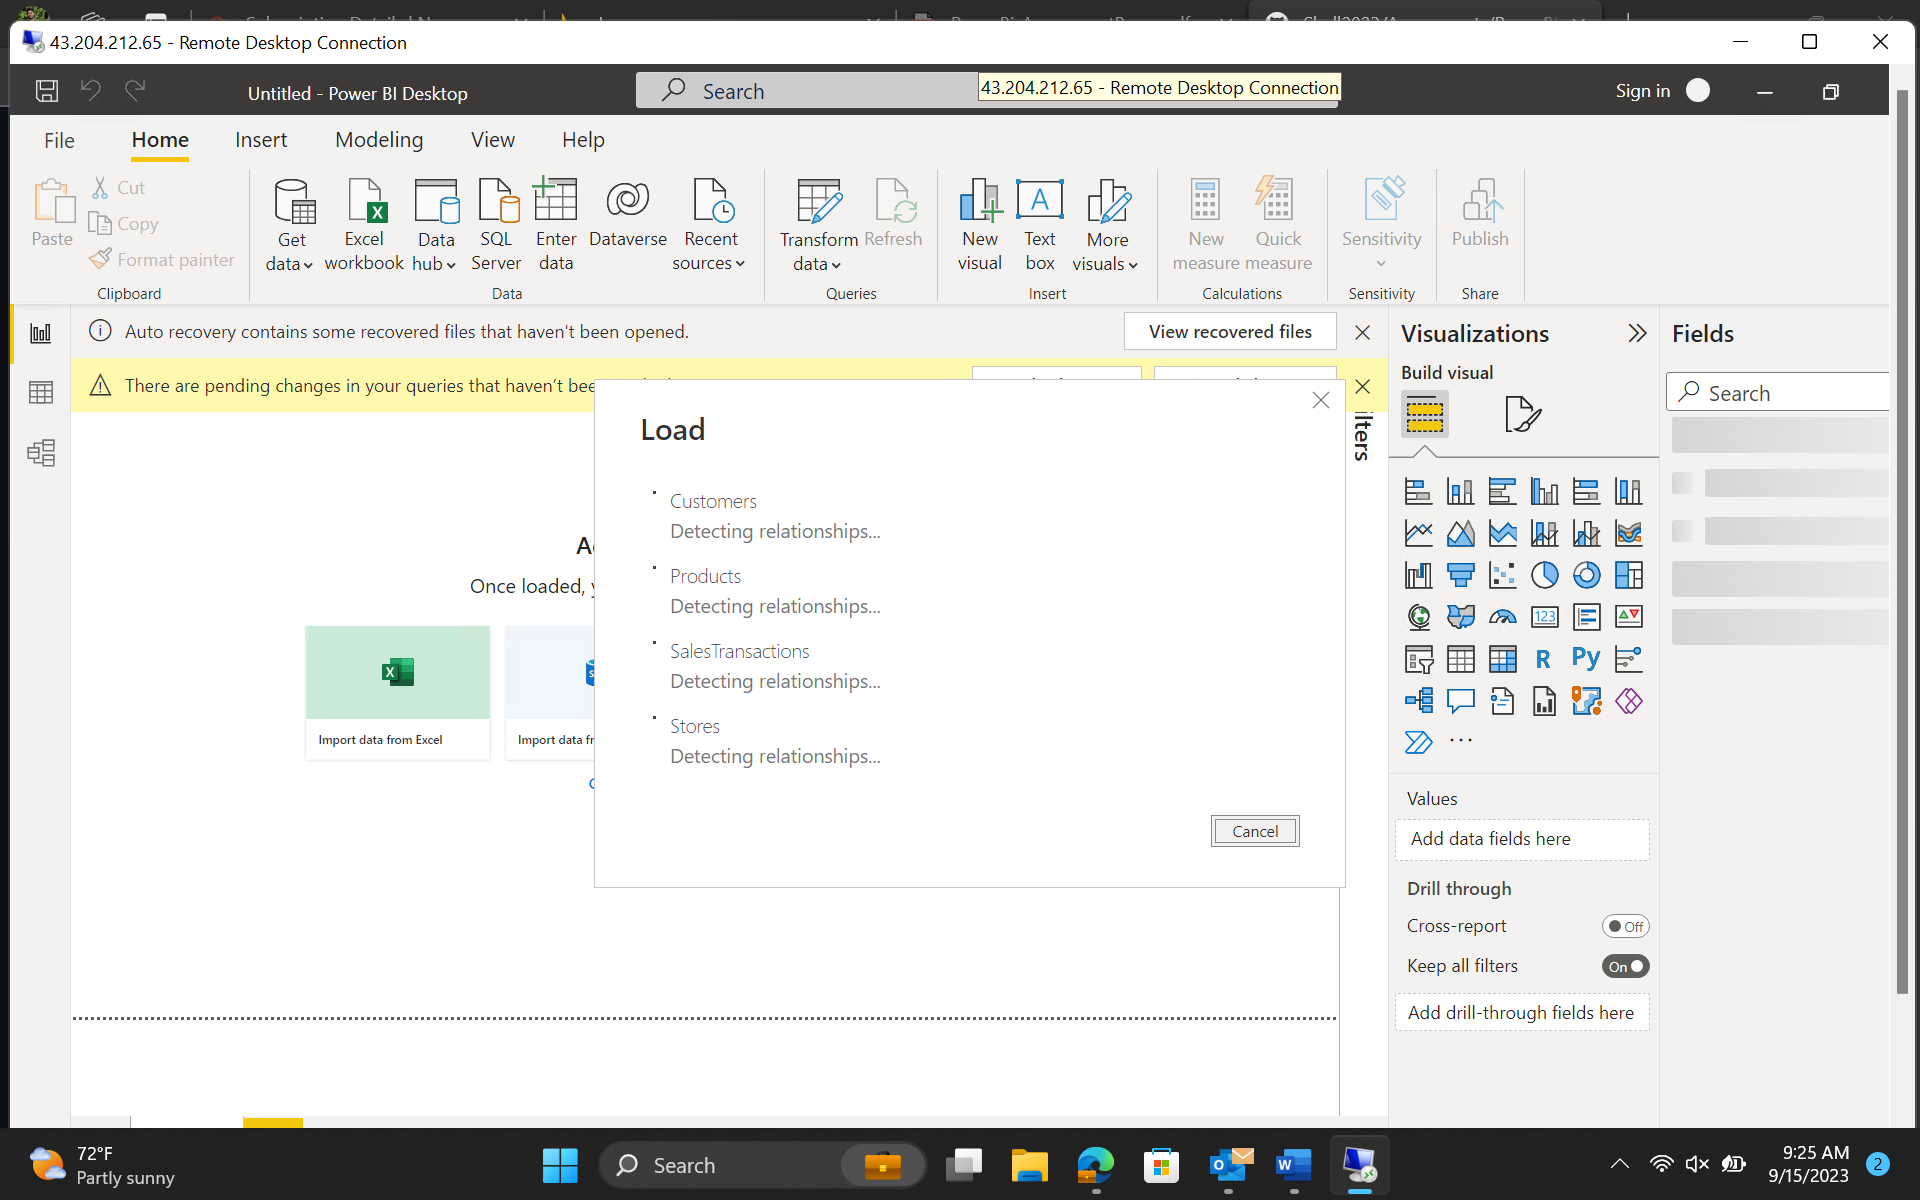 43.204.212.65 - Remote Desktop Connection
Untitled - Power BI Desktop
Search
43.204.212.65 - Remote Desktop Connection
Sign in
File
Home
Insert
Modeling
View
Help
Paste
Cut
Copy
Format painter
Clipboard
Get data
Excel workbook
Data hub
SQL Server
Enter data
Dataverse
Recent sources
Data
Transform data
Refresh
Queries
New visual
Text box
More visuals
Insert
New measure
Quick measure
Calculations
Sensitivity
Sensitivity
Publish
Share
Auto recovery contains some recovered files that haven't been opened.
View recovered files
There are pending changes in your queries that haven't
Once loaded,
Import data from Excel
Import data
Load
Customers
Detecting relationships...
Products
Detecting relationships...
SalesTransactions
Detecting relationships...
Stores
Detecting relationships...
Cancel
Visualizations
Build visual
123
R
Py
Values
Add data fields here
Drill through
Cross-report
Off
Keep all filters
On
Add drill-through fields here
Fields
Search
72°F
Partly sunny
Search
9:25 AM
9/15/2023
2